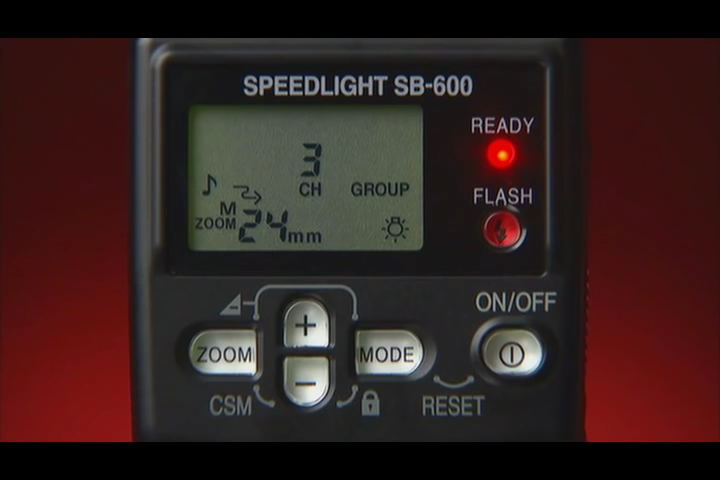 SPEEDLIGHT SB-600
READY
3
CH
GROUP
FLASH
M
ZOOM 24mm
ON/OFF
ZOOM
+
MODE
−
CSM
RESET